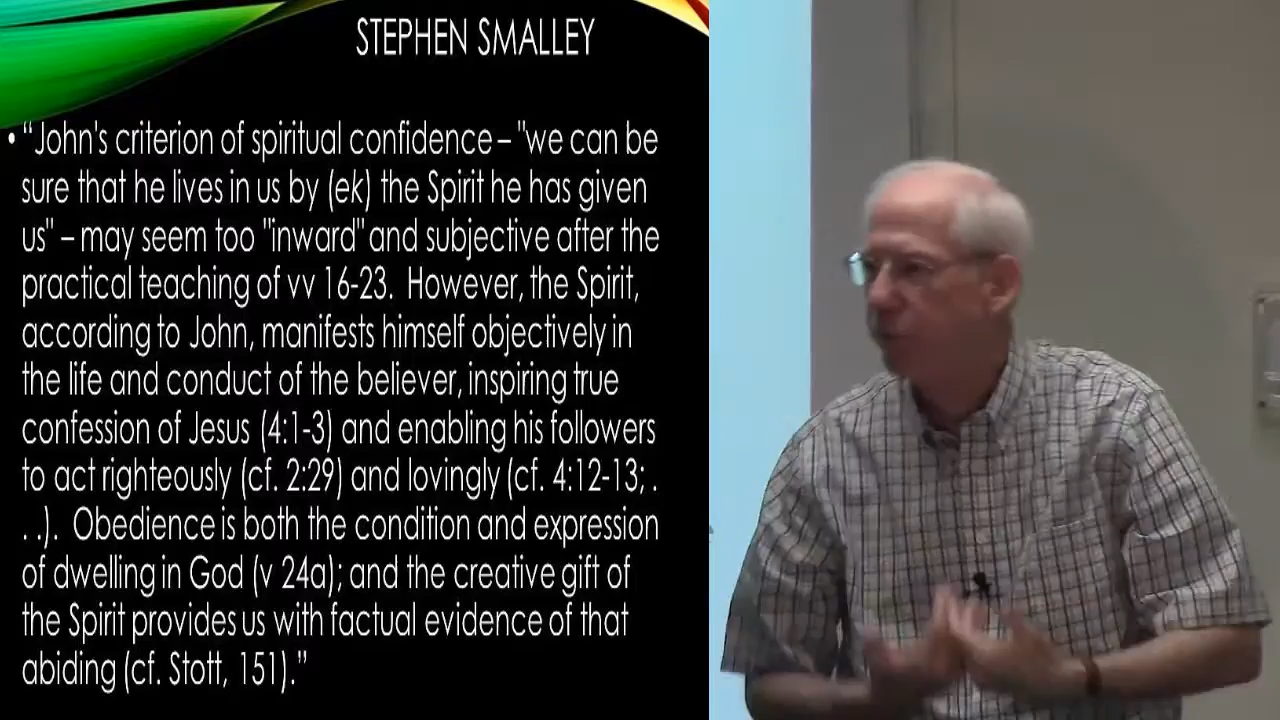 STEPHEN SMALLEY
• “John's criterion of spiritual confidence – "we can be
sure that he lives in us by (ek) the Spirit he has given
us" – may seem too "inward" and subjective after the
practical teaching of vv 16-23. However, the Spirit,
according to John, manifests himself objectively in
the life and conduct of the believer, inspiring true
confession of Jesus (4:1-3) and enabling his followers
to act righteously (cf. 2:29) and lovingly (cf. 4:12-13; .
. .). Obedience is both the condition and expression
of dwelling in God (v 24a); and the creative gift of
the Spirit provides us with factual evidence of that
abiding (cf. Stott, 151).”